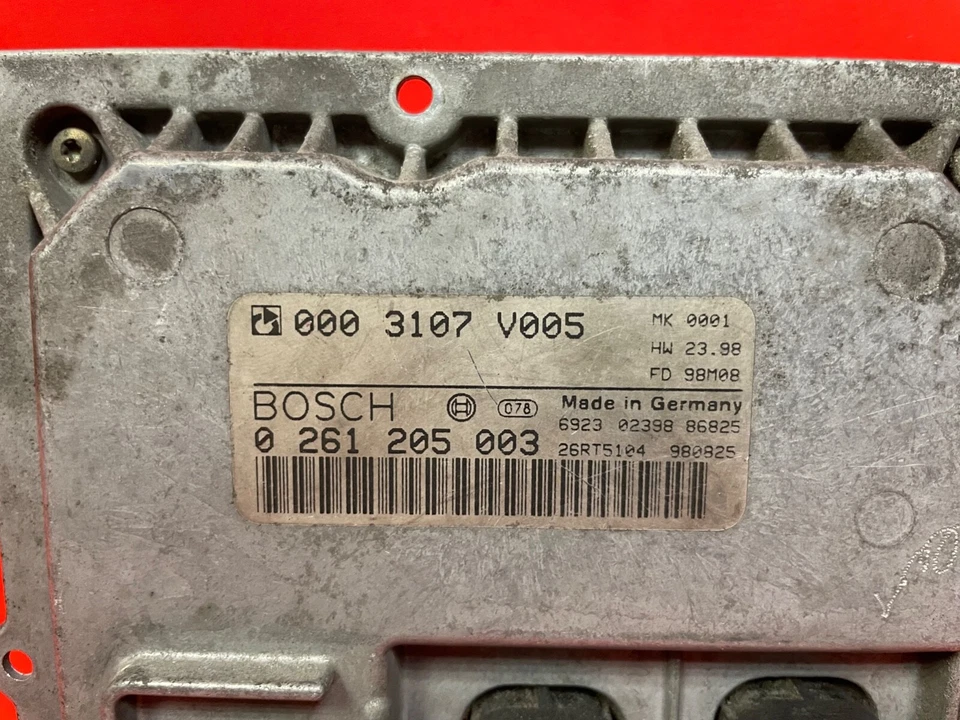 000 3107 V005
MK 0001
HW 23.98
FD 98M08
BOSCH
078
Made in Germany
0 261 205 003
6923 02398 86825
26RT5104 980825